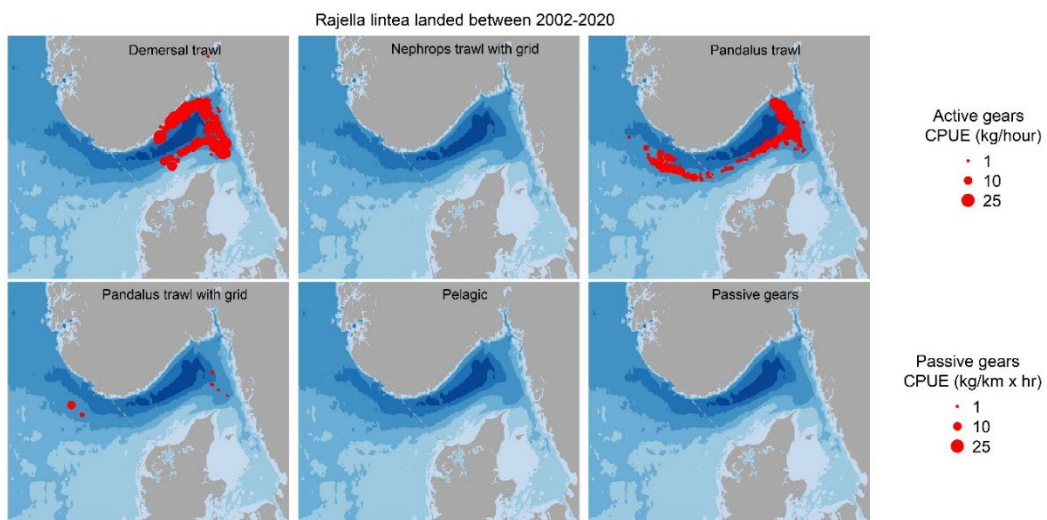 Rajella lintea landed between 2002-2020
Demersal trawl
Nephrops trawl with grid
Pandalus trawl
Active gears
CPUE (kg/hour)
1
10
25
Pandalus trawl with grid
Pelagic
Passive gears
Passive gears
CPUE (kg/km x hr)
1
10
25